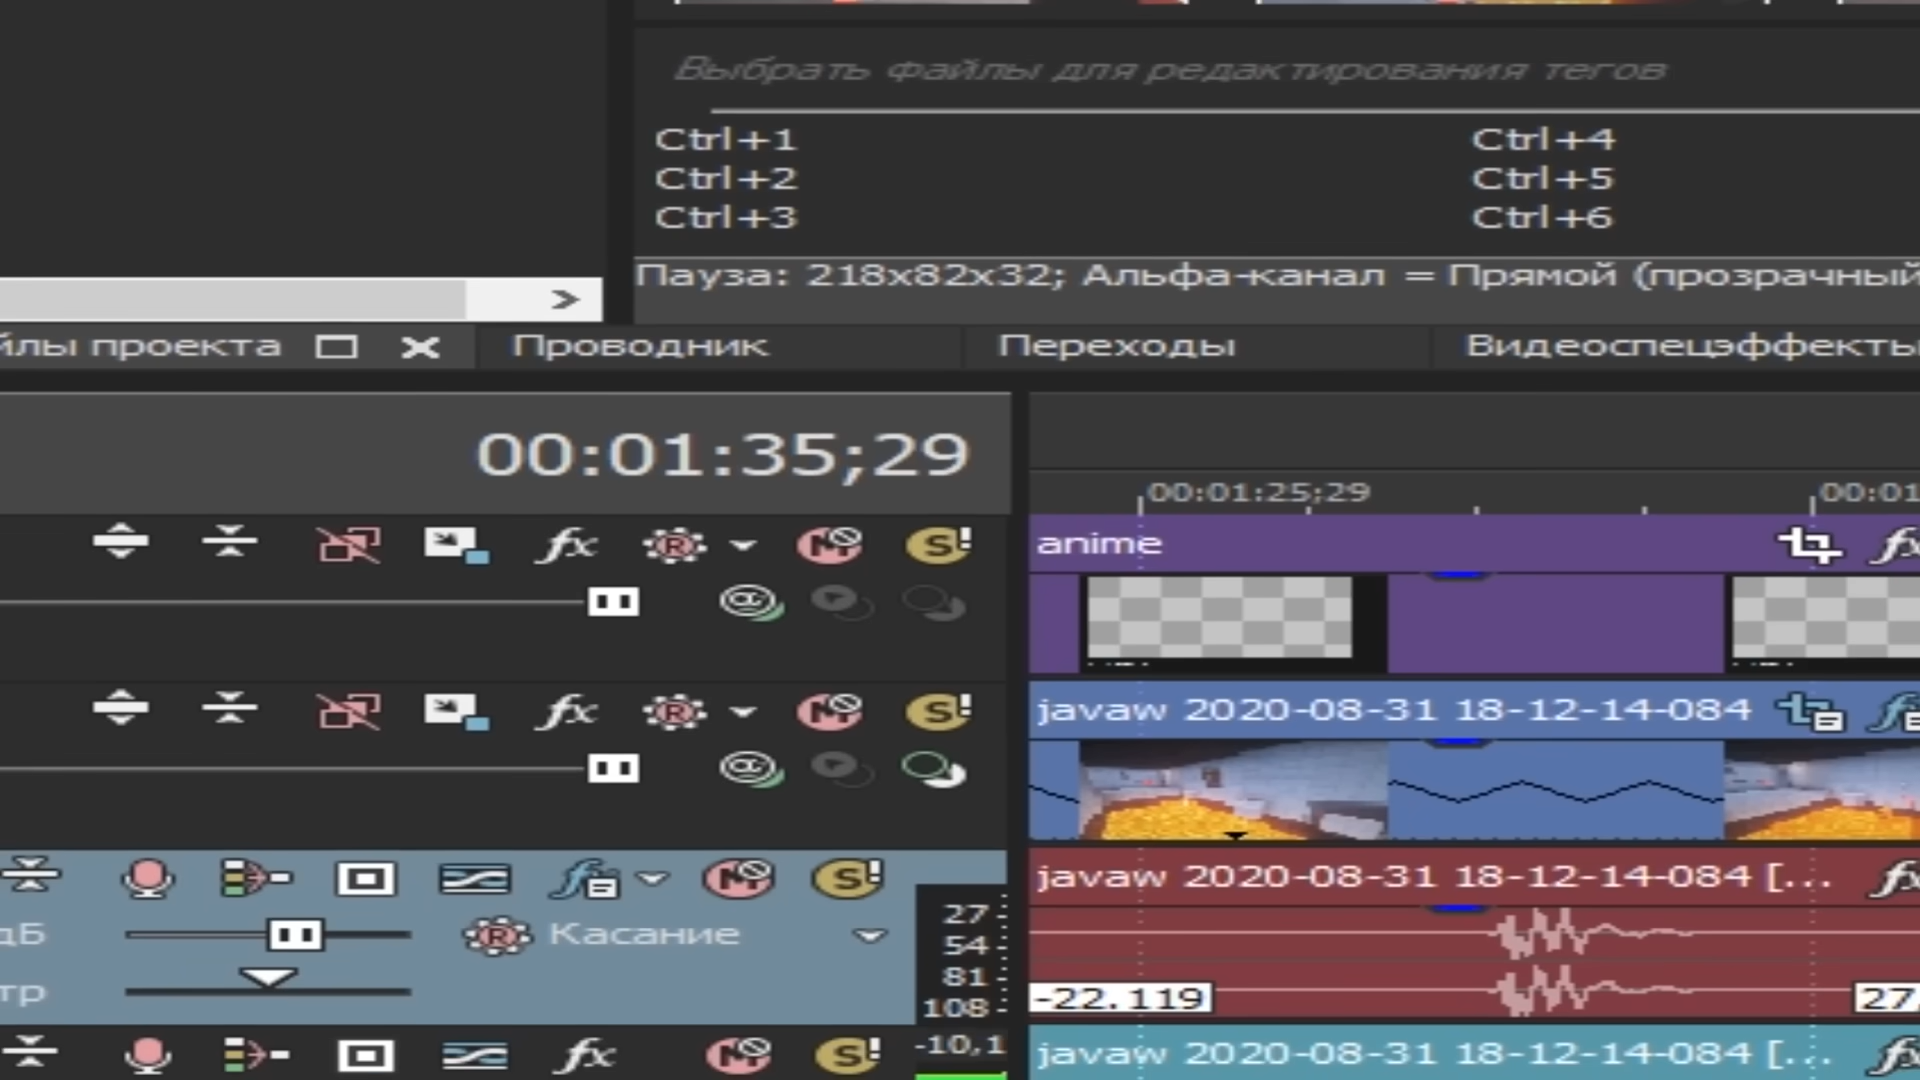 Выбрать файлы для редактирования тегов
Ctrl+1 Ctrl+4
Ctrl+2 Ctrl+5
Ctrl+3 Ctrl+6
Пауза: 218x82x32; Альфа-канал = Прямой (прозрачный
йлы проекта Проводник Переходы Видеоспецэффекты
00:01:35;29
00:01:25;29 00:01
anime
javaw 2020-08-31 18-12-14-084
javaw 2020-08-31 18-12-14-084 [...
дБ Касание
27
54
81
108
тр
-22.119 27.
-10,1
javaw 2020-08-31 18-12-14-084 [...